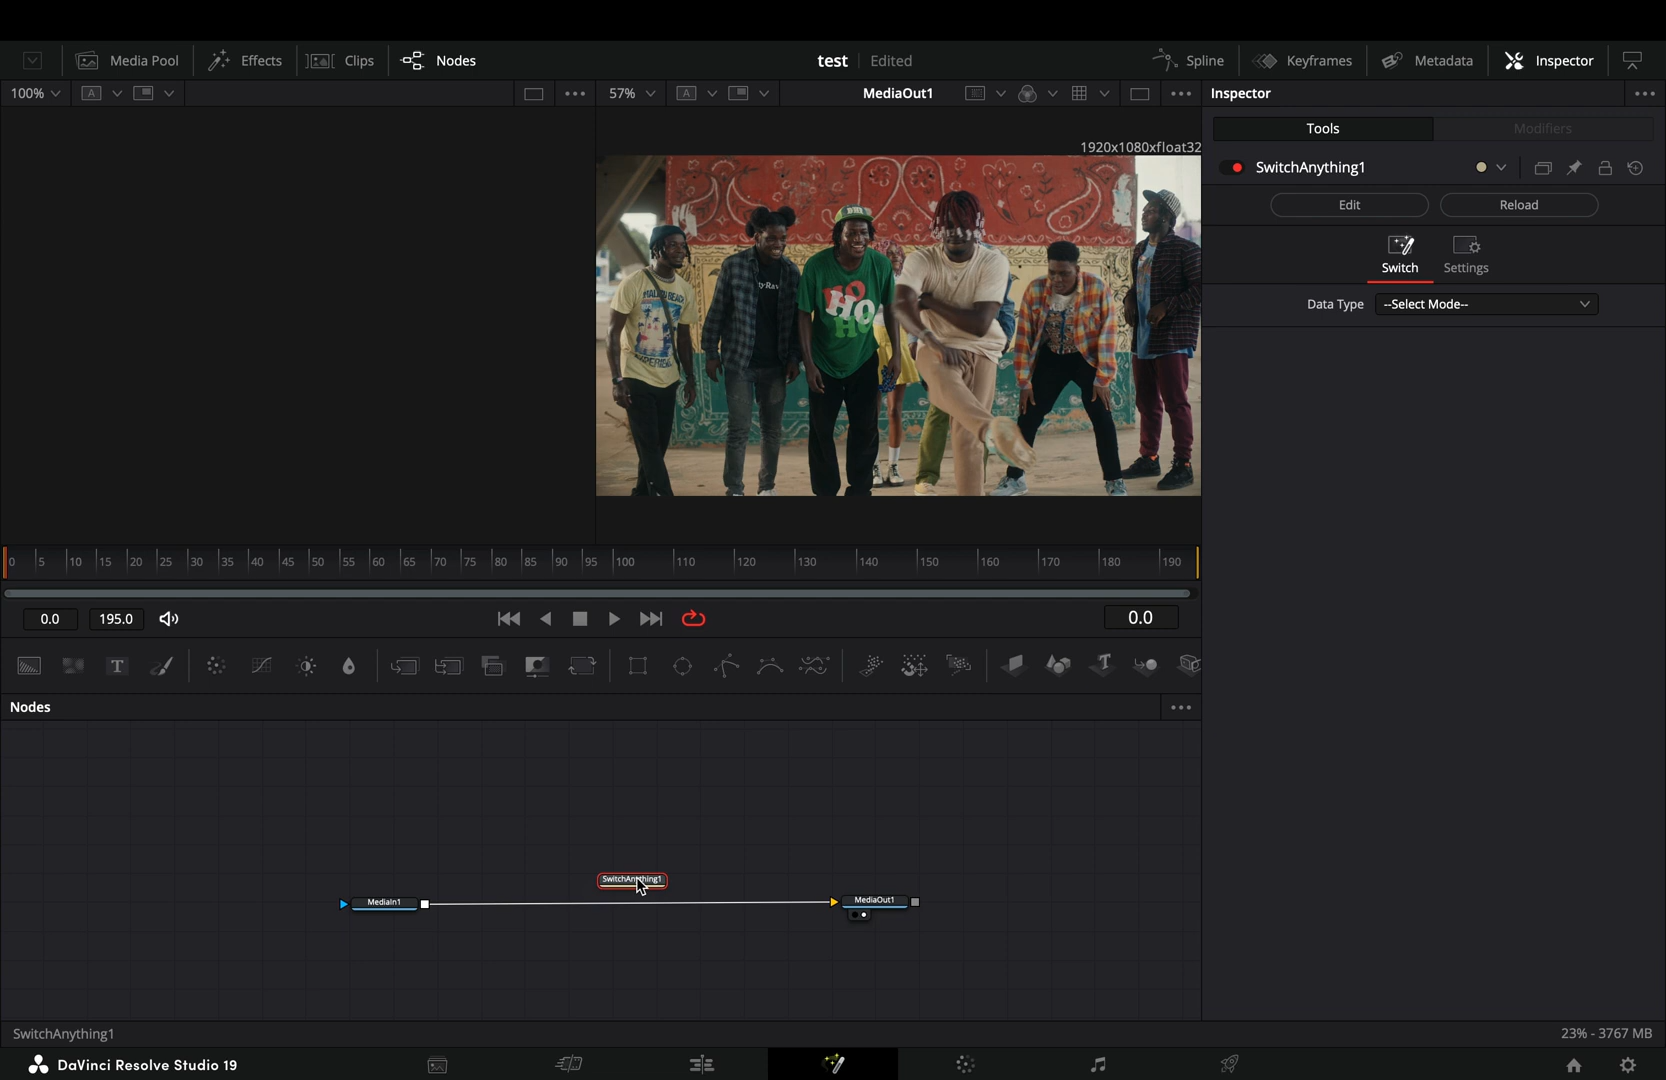 Media Pool
Effects
Clips
Nodes
test
Edited
Spline
Keyframes
Metadata
Inspector
100%
A
57%
A
MediaOut1
Inspector
1920x1080xfloat32
Tools
Modifiers
SwitchAnything1
Edit
Reload
Switch
Settings
Data Type
--Select Mode--
HO
HO
HO
0 5 10 15 20 25 30 35 40 45 50 55 60 65 70 75 80 85 90 95 100 110 120 130 140 150 160 170 180 190
0.0
195.0
0.0
T
T
Nodes
SwitchAnything1
MediaIn1
MediaOut1
SwitchAnything1
23% - 3767 MB
DaVinci Resolve Studio 19